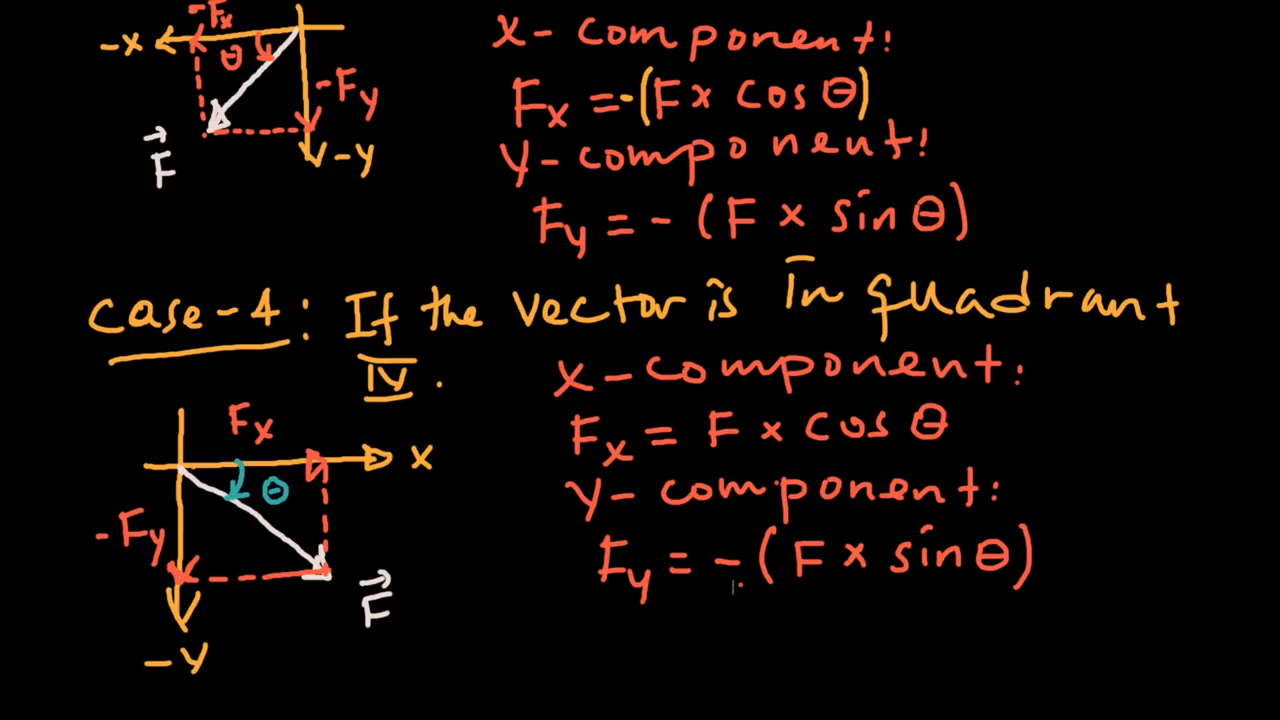 -Fx
-x
θ
-Fy
F
-y
x-component:
Fx = -(F x cos θ)
y-component:
Fy = -(F x sin θ)
case-4: If the vector is in quadrant
IV.
Fx
x
θ
-Fy
F
-y
x-component:
Fx = F x cos θ
y-component:
Fy = -(F x sin θ)